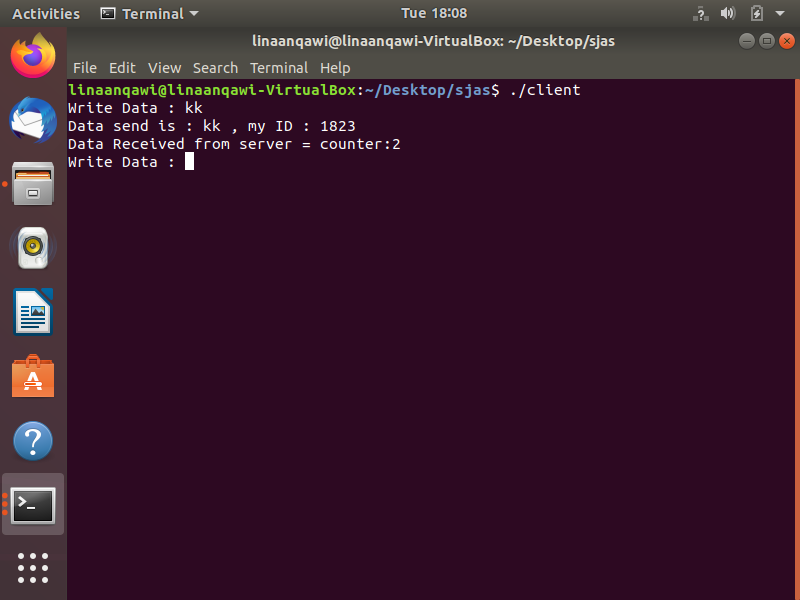 Activities Terminal Tue 18:08
linaanqawi@linaanqawi-VirtualBox: ~/Desktop/sjas
File Edit View Search Terminal Help
linaanqawi@linaanqawi-VirtualBox:~/Desktop/sjas$ ./client
Write Data : kk
Data send is : kk , my ID : 1823
Data Received from server = counter:2
Write Data :